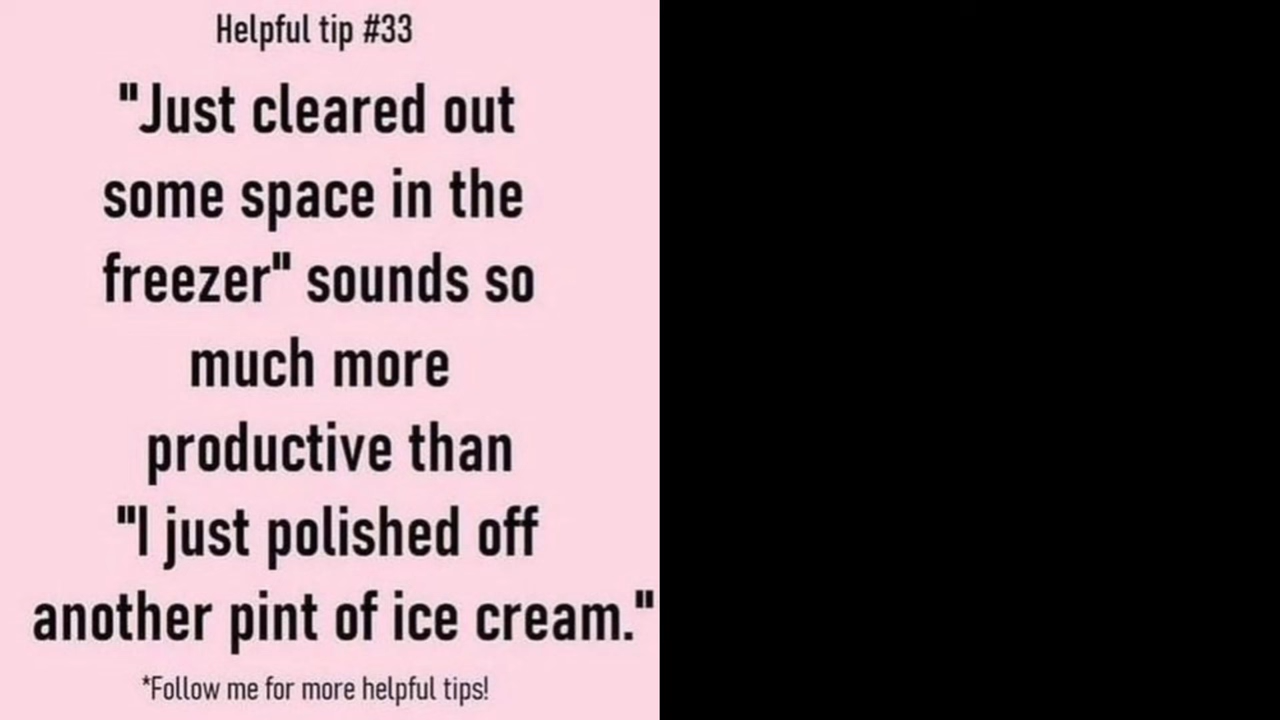 Helpful tip #33
"Just cleared out
some space in the
freezer" sounds so
much more
productive than
"I just polished off
another pint of ice cream."
*Follow me for more helpful tips!